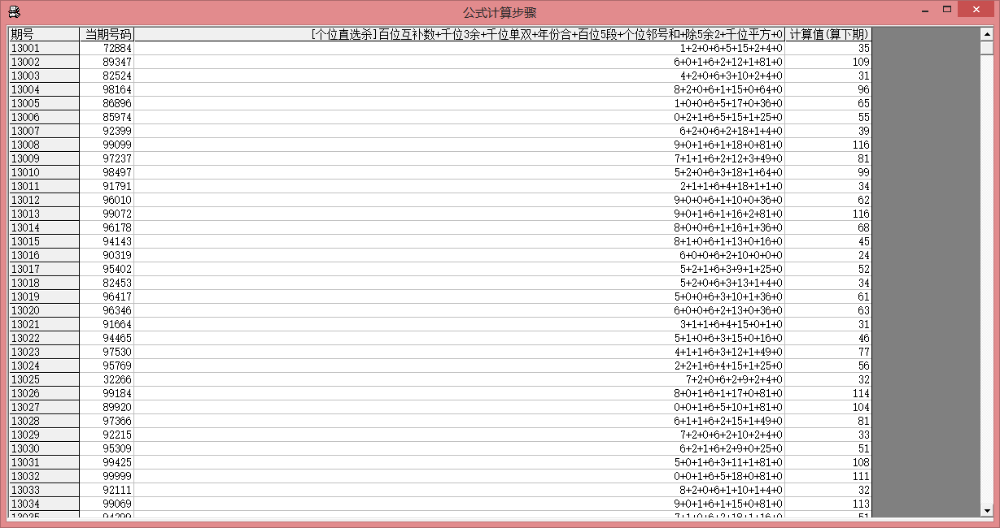 公式计算步骤
期号 当期号码 [个位直选杀]百位互补数+千位3余+千位单双+年份合+百位5段+个位邻号和+除5余2+千位平方+0 计算值(算下期)
13001 72884 1+2+0+6+5+15+2+4+0 35
13002 89347 6+0+1+6+2+12+1+81+0 109
13003 82524 4+2+0+6+3+10+2+4+0 31
13004 98164 8+2+0+6+1+15+0+64+0 96
13005 86896 1+0+0+6+5+17+0+36+0 65
13006 85974 0+2+1+6+5+15+1+25+0 55
13007 92399 6+2+0+6+2+18+1+4+0 39
13008 99099 9+0+1+6+1+18+0+81+0 116
13009 97237 7+1+1+6+2+12+3+49+0 81
13010 98497 5+2+0+6+3+18+1+64+0 99
13011 91791 2+1+1+6+4+18+1+1+0 34
13012 96010 9+0+0+6+1+10+0+36+0 62
13013 99072 9+0+1+6+1+16+2+81+0 116
13014 96178 8+0+0+6+1+16+1+36+0 68
13015 94143 8+1+0+6+1+13+0+16+0 45
13016 90319 6+0+0+6+2+10+0+0+0 24
13017 95402 5+2+1+6+3+9+1+25+0 52
13018 82453 5+2+0+6+3+13+1+4+0 34
13019 96417 5+0+0+6+3+10+1+36+0 61
13020 96346 6+0+0+6+2+13+0+36+0 63
13021 91664 3+1+1+6+4+15+0+1+0 31
13022 94465 5+1+0+6+3+15+0+16+0 46
13023 97530 4+1+1+6+3+12+1+49+0 77
13024 95769 2+2+1+6+4+15+1+25+0 56
13025 32266 7+2+0+6+2+9+2+4+0 32
13026 99184 8+0+1+6+1+17+0+81+0 114
13027 89920 0+0+1+6+5+10+1+81+0 104
13028 97366 6+1+1+6+2+15+1+49+0 81
13029 92215 7+2+0+6+2+10+2+4+0 33
13030 95309 6+2+1+6+2+9+0+25+0 51
13031 99425 5+0+1+6+3+11+1+81+0 108
13032 99999 0+0+1+6+5+18+0+81+0 111
13033 92111 8+2+0+6+1+10+1+4+0 32
13034 99069 9+0+1+6+1+15+0+81+0 113
13035 94299 7+1+0+6+2+18+1+16+0 51